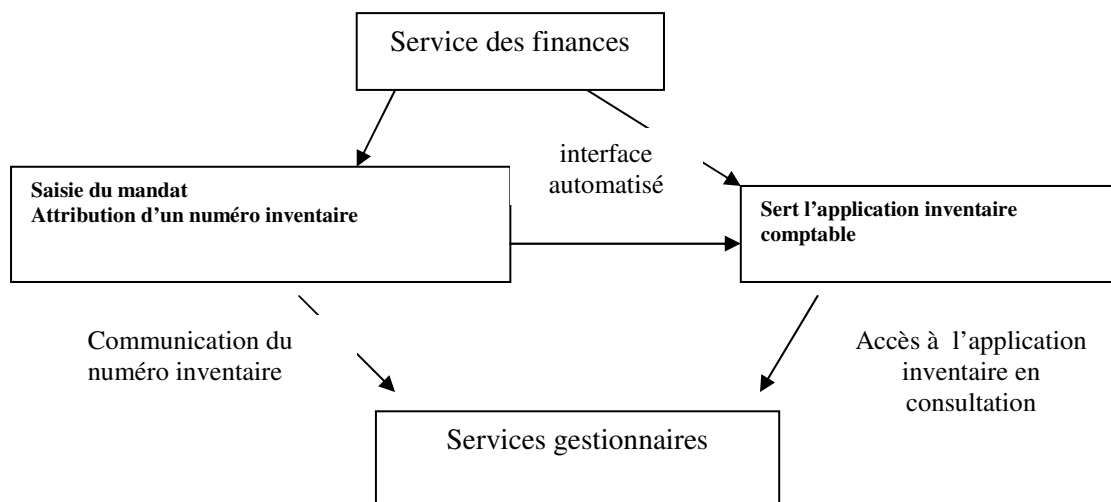 Service des finances
interface
automatisé
Saisie du mandat
Attribution d'un numéro inventaire
Sert l'application inventaire
comptable
Communication du
numéro inventaire
Accès à l'application
inventaire en
consultation
Services gestionnaires